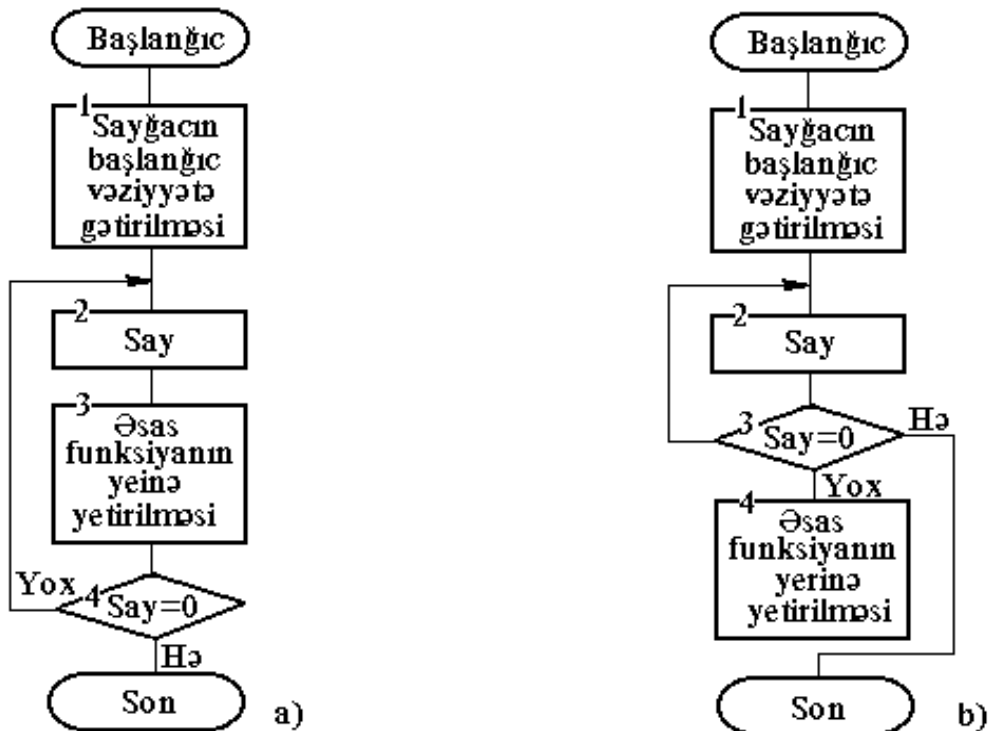 Başlanğıc
1
Sayğacın
başlanğıc
vəziyyətə
gətirilməsi
2
Say
3
Əsas
funksiyanın
yeinə
yetirilməsi
Yox
4
Say=0
Hə
Son
a)
Başlanğıc
1
Sayğacın
başlanğıc
vəziyyətə
gətirilməsi
2
Say
3
Say=0
Hə
Yox
4
Əsas
funksiyanın
yerinə
yetirilməsi
Son
b)